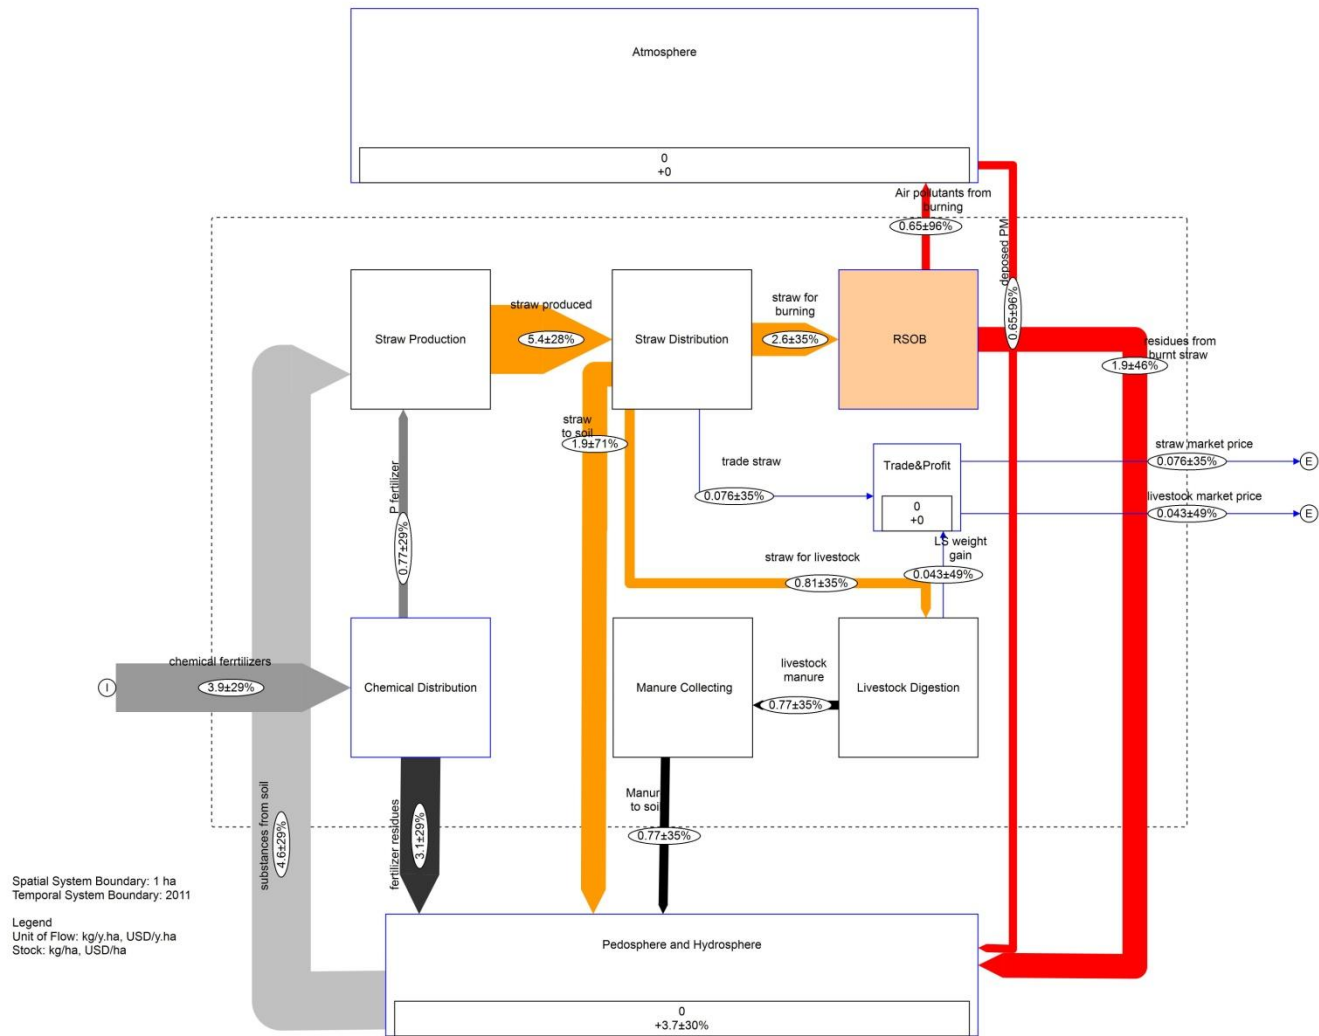 Atmosphere
0
+0
Air pollutants from
burning
0.65±96%
deposed PM
0.65±96%
straw produced
5.4±28%
straw for
burning
2.6±35%
Straw Production
Straw Distribution
RSOB
residues from
burnt straw
1.9±46%
straw
to soil
1.9±71%
trade straw
0.076±35%
Trade&Profit
0
+0
straw market price
0.076±35%
E
livestock market price
0.043±49%
E
P fertilizer
0.77±29%
LS weight
gain
0.043±49%
straw for livestock
0.81±35%
chemical ferrtilizers
I
3.9±29%
Chemical Distribution
Manure Collecting
livestock
manure
0.77±35%
Livestock Digestion
substances from soil
4.6±29%
fertilizer residues
3.1±29%
Manur
to soil
0.77±35%
Spatial System Boundary: 1 ha
Temporal System Boundary: 2011
Legend
Unit of Flow: kg/y.ha, USD/y.ha
Stock: kg/ha, USD/ha
Pedosphere and Hydrosphere
0
+3.7±30%